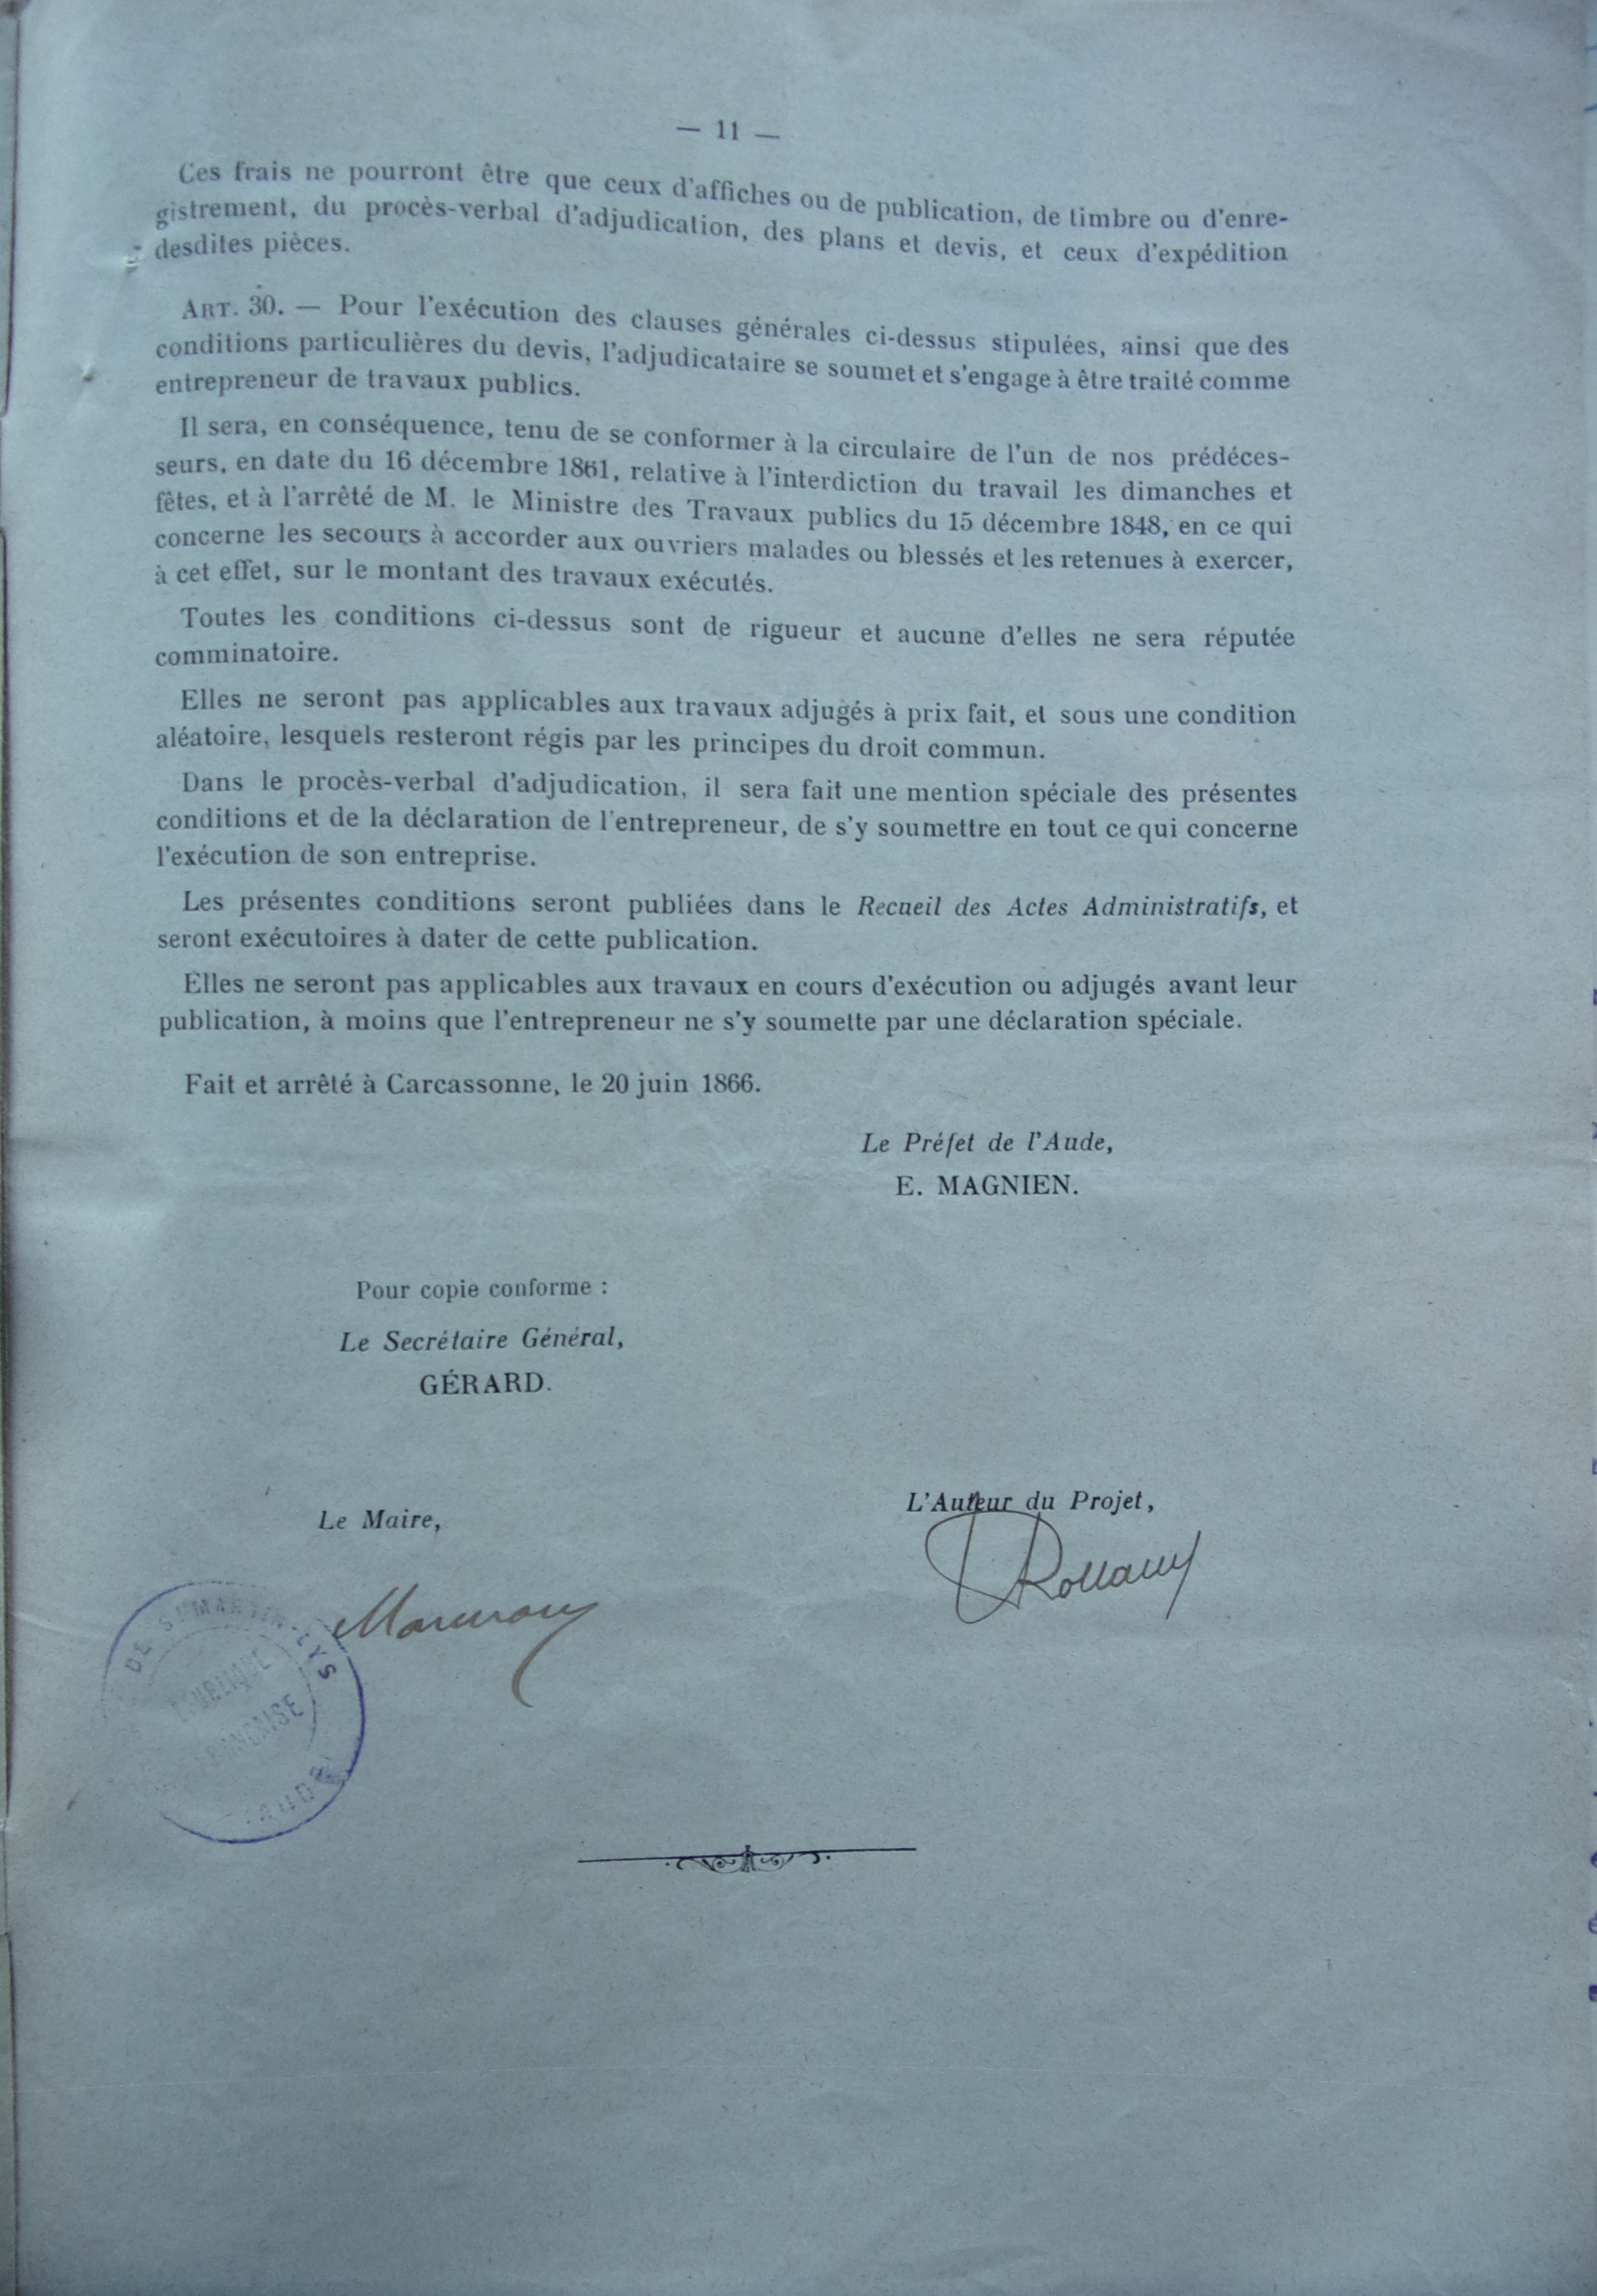 — 11 —
Ces frais ne pourront être que ceux d'affiches ou de publication, de timbre ou d'enre-
gistrement, du procès-verbal d'adjudication, des plans et devis, et ceux d'expédition
desdites pièces.
ART. 30. — Pour l'exécution des clauses générales ci-dessus stipulées, ainsi que des
conditions particulières du devis, l'adjudicataire se soumet et s'engage à être traité comme
entrepreneur de travaux publics.
Il sera, en conséquence, tenu de se conformer à la circulaire de l'un de nos prédéces-
seurs, en date du 16 décembre 1861, relative à l'interdiction du travail les dimanches et
fêtes, et à l'arrêté de M. le Ministre des Travaux publics du 15 décembre 1848, en ce qui
concerne les secours à accorder aux ouvriers malades ou blessés et les retenues à exercer,
à cet effet, sur le montant des travaux exécutés.
Toutes les conditions ci-dessus sont de rigueur et aucune d'elles ne sera réputée
comminatoire.
Elles ne seront pas applicables aux travaux adjugés à prix fait, et sous une condition
aléatoire, lesquels resteront régis par les principes du droit commun.
Dans le procès-verbal d'adjudication, il sera fait une mention spéciale des présentes
conditions et de la déclaration de l'entrepreneur, de s'y soumettre en tout ce qui concerne
l'exécution de son entreprise.
Les présentes conditions seront publiées dans le Recueil des Actes Administratifs, et
seront exécutoires à dater de cette publication.
Elles ne seront pas applicables aux travaux en cours d'exécution ou adjugés avant leur
publication, à moins que l'entrepreneur ne s'y soumette par une déclaration spéciale.
Fait et arrêté à Carcassonne, le 20 juin 1866.
Le Préfet de l'Aude,
E. MAGNIEN.
Pour copie conforme :
Le Secrétaire Général,
GÉRARD.
L'Auteur du Projet,
Le Maire,
DE ST MARTIN-LYS
AUDE